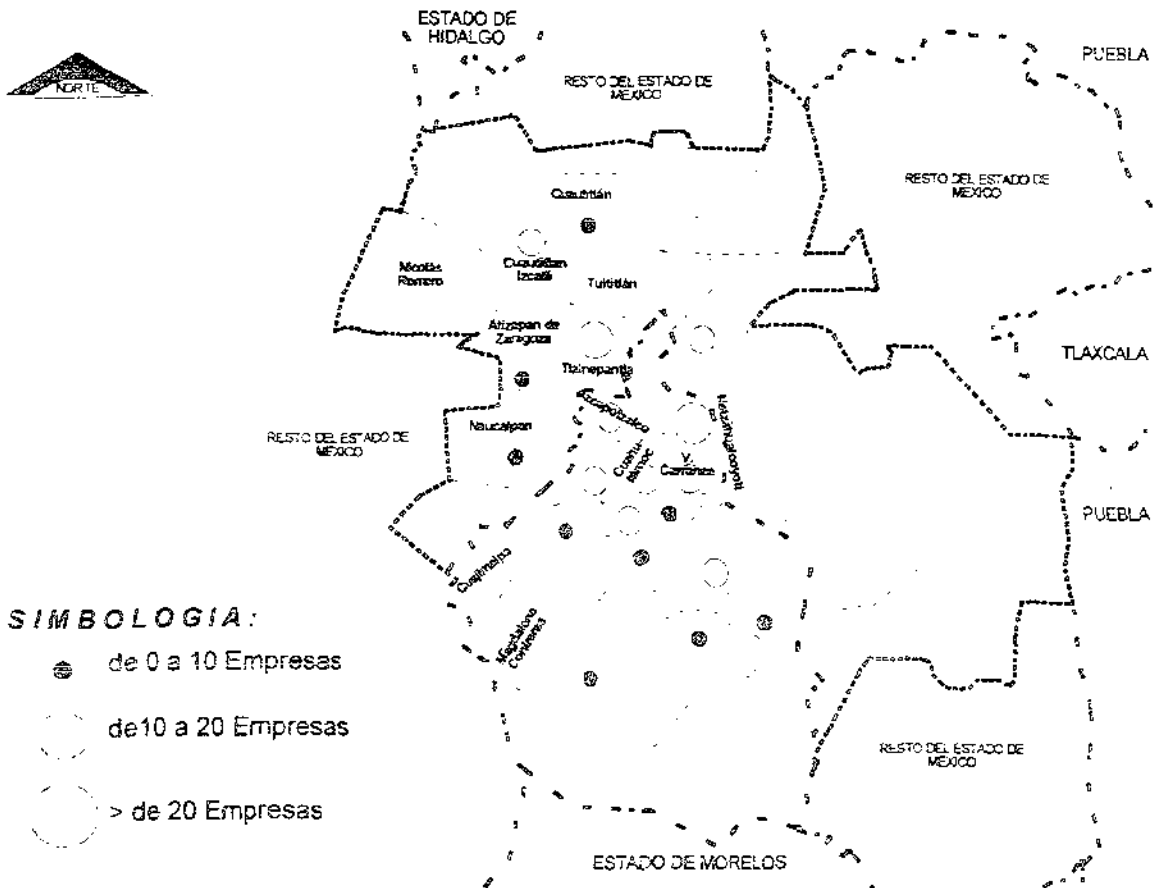 ESTADO DE
HIDALGO
NORTE
RESTO DEL ESTADO DE
MEXICO
PUEBLA
RESTO DEL ESTADO DE
MEXICO
Cuautitlán
Nicolás
Romero
Cuautitlán
Izcalli
Tultitlán
Atizapan de
Zaragoza
Tlalnepantla
TLAXCALA
Azcapotzalco
Naucalpan
RESTO DEL ESTADO DE
MEXICO
Cuauh-
témoc
V.
Carranza
Netzahualcoyotl
PUEBLA
Cuajimalpa
Magdalena
Contreras
SIMBOLOGIA:
de 0 a 10 Empresas
de10 a 20 Empresas
> de 20 Empresas
RESTO DEL ESTADO DE
MEXICO
ESTADO DE MORELOS